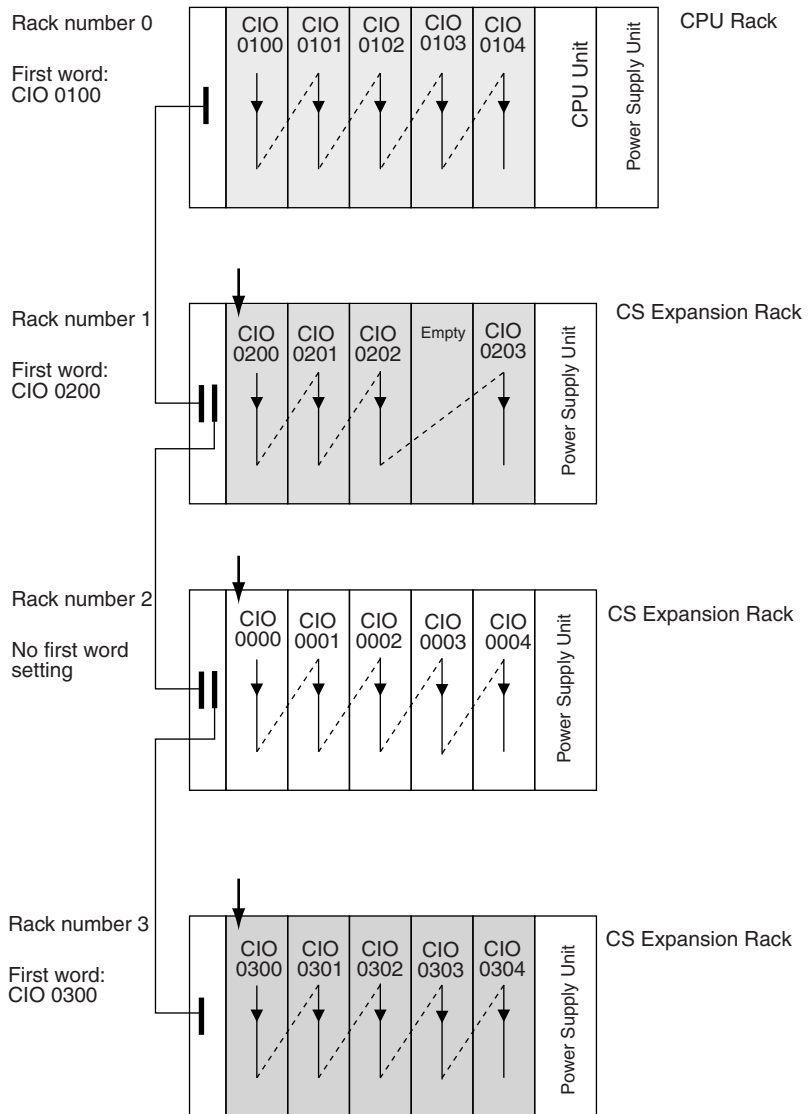 Rack number 0
First word:
CIO 0100
CIO
0100
CIO
0101
CIO
0102
CIO
0103
CIO
0104
CPU Unit
Power Supply Unit
CPU Rack
Rack number 1
First word:
CIO 0200
CIO
0200
CIO
0201
CIO
0202
Empty
CIO
0203
Power Supply Unit
CS Expansion Rack
Rack number 2
No first word
setting
CIO
0000
CIO
0001
CIO
0002
CIO
0003
CIO
0004
Power Supply Unit
CS Expansion Rack
Rack number 3
First word:
CIO 0300
CIO
0300
CIO
0301
CIO
0302
CIO
0303
CIO
0304
Power Supply Unit
CS Expansion Rack